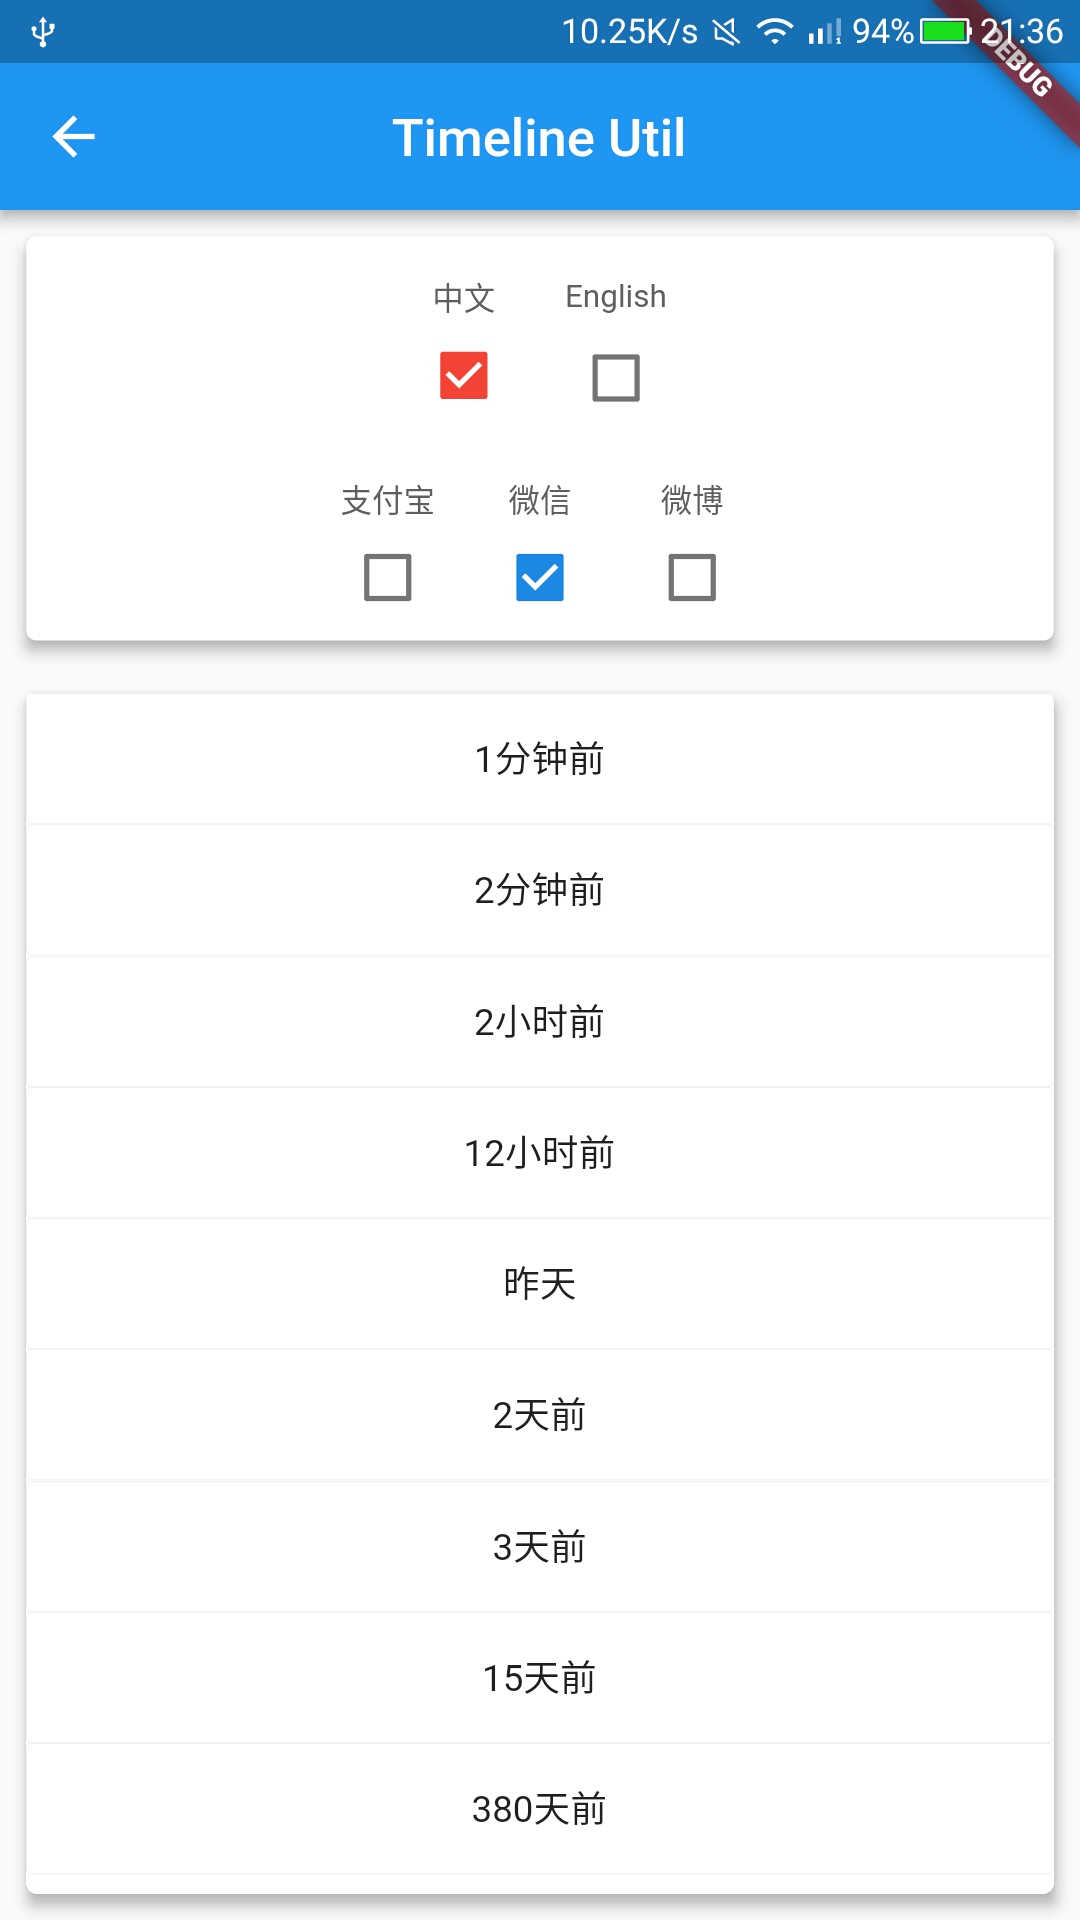 10.25K/s 94% 21:36
DEBUG
Timeline Util
中文 English
支付宝 微信 微博
1分钟前
2分钟前
2小时前
12小时前
昨天
2天前
3天前
15天前
380天前